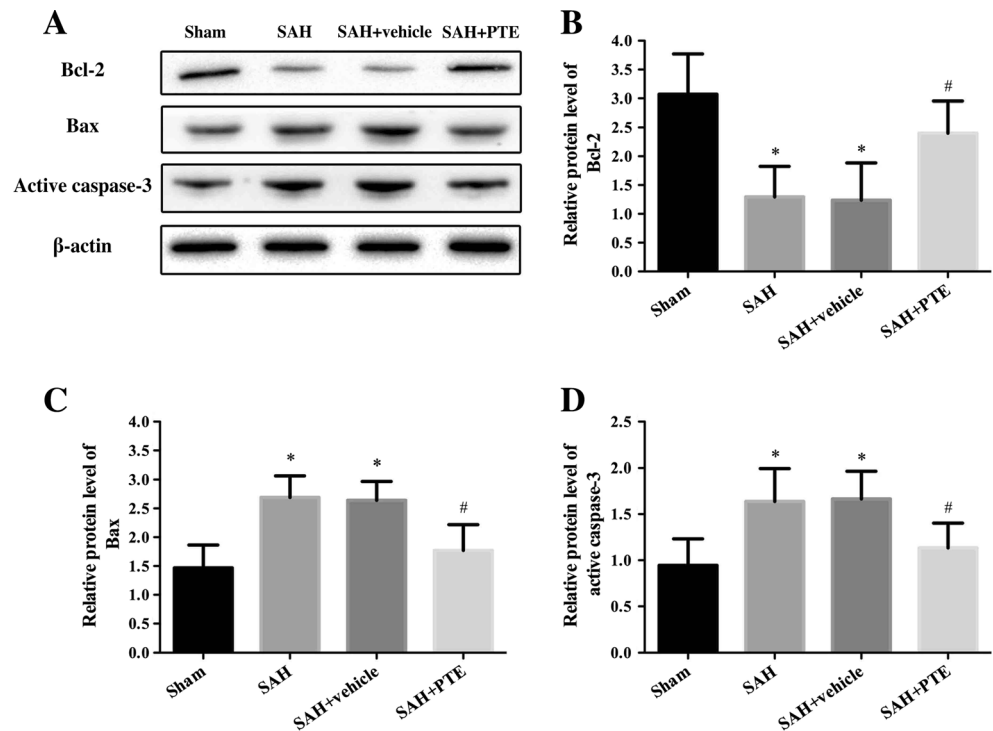 A
Sham SAH SAH+vehicle SAH+PTE
Bcl-2
Bax
Active caspase-3
β-actin
B
Relative protein level of
Bcl-2
4.0
3.5
3.0
2.5
2.0
1.5
1.0
0.5
0.0
* * #
Sham SAH SAH+vehicle SAH+PTE
C
Relative protein level of
Bax
4.0
3.5
3.0
2.5
2.0
1.5
1.0
0.5
0.0
* * #
Sham SAH SAH+vehicle SAH+PTE
D
Relative protein level of
active caspase-3
2.5
2.0
1.5
1.0
0.5
0.0
* * #
Sham SAH SAH+vehicle SAH+PTE